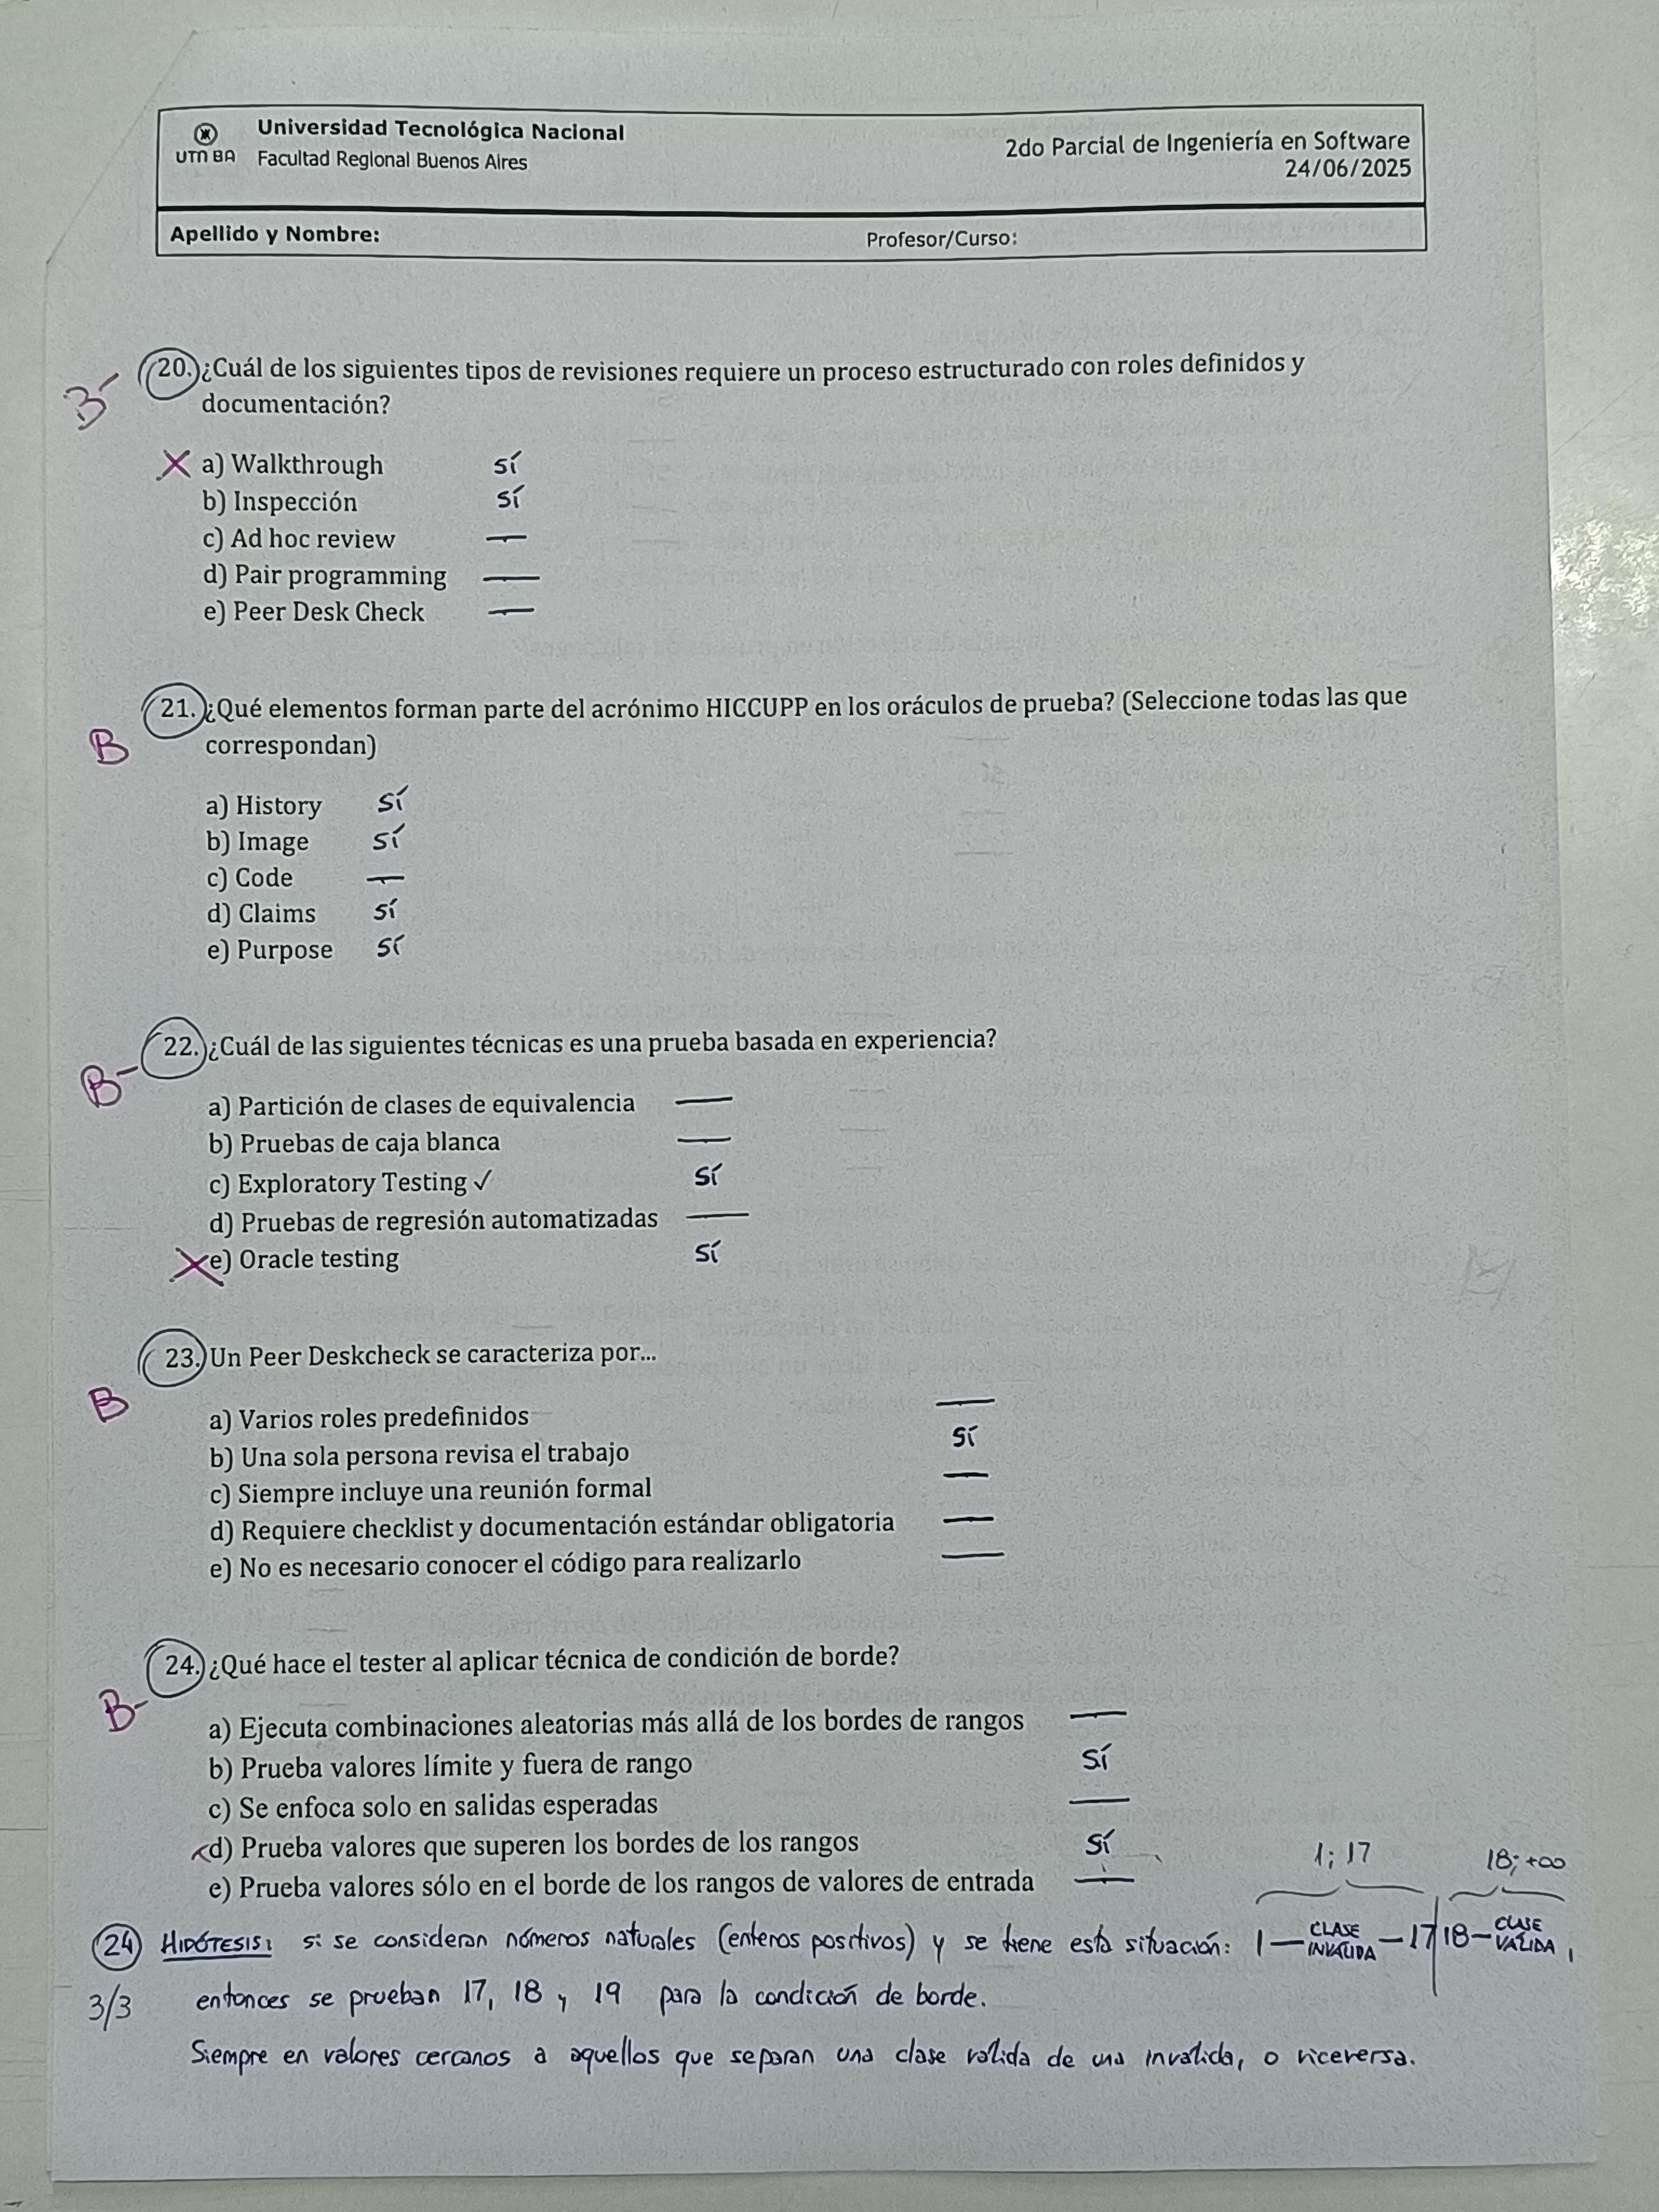 UTN BA
Universidad Tecnológica Nacional
Facultad Regional Buenos Aires
2do Parcial de Ingeniería en Software
24/06/2025
Apellido y Nombre:
Profesor/Curso:
B-
20. ¿Cuál de los siguientes tipos de revisiones requiere un proceso estructurado con roles definidos y
documentación?
X a) Walkthrough SÍ
b) Inspección SÍ
c) Ad hoc review —
d) Pair programming —
e) Peer Desk Check —
21. ¿Qué elementos forman parte del acrónimo HICCUPP en los oráculos de prueba? (Seleccione todas las que
B correspondan)
a) History SÍ
b) Image SÍ
c) Code —
d) Claims SÍ
e) Purpose SÍ
22. ¿Cuál de las siguientes técnicas es una prueba basada en experiencia?
B-
a) Partición de clases de equivalencia —
b) Pruebas de caja blanca —
c) Exploratory Testing ✓ SÍ
d) Pruebas de regresión automatizadas —
X e) Oracle testing SÍ
23. Un Peer Deskcheck se caracteriza por...
B
a) Varios roles predefinidos —
b) Una sola persona revisa el trabajo SÍ
c) Siempre incluye una reunión formal —
d) Requiere checklist y documentación estándar obligatoria —
e) No es necesario conocer el código para realizarlo —
24. ¿Qué hace el tester al aplicar técnica de condición de borde?
B-
a) Ejecuta combinaciones aleatorias más allá de los bordes de rangos —
b) Prueba valores límite y fuera de rango SÍ
c) Se enfoca solo en salidas esperadas —
d) Prueba valores que superen los bordes de los rangos SÍ
e) Prueba valores sólo en el borde de los rangos de valores de entrada —
1; 17 18; +∞
24 HIPÓTESIS: si se consideran números naturales (enteros positivos) y se tiene esta situación: 1 — CLASE INVÁLIDA — 17 | 18 — CLASE VÁLIDA,
3/3 entonces se prueban 17, 18 y 19 para la condición de borde.
Siempre en valores cercanos a aquellos que separan una clase válida de una inválida, o viceversa.